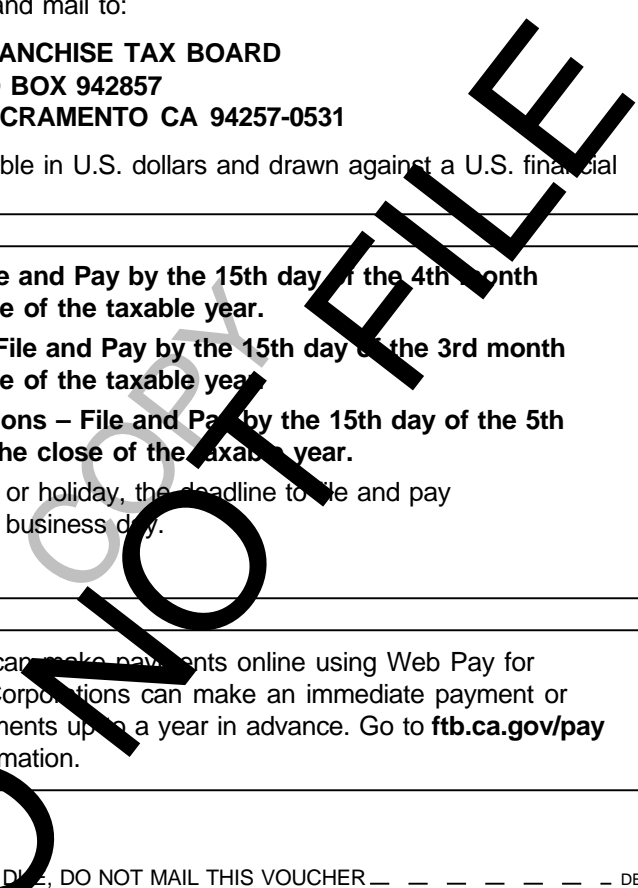 and mail to:
ANCHISE TAX BOARD
BOX 942857
CRAMENTO CA 94257-0531
ble in U.S. dollars and drawn against a U.S. financial
e and Pay by the 15th day of the 4th month
e of the taxable year.
File and Pay by the 15th day of the 3rd month
e of the taxable year.
ons – File and Pay by the 15th day of the 5th
he close of the taxable year.
or holiday, the deadline to file and pay
business day.
can make payments online using Web Pay for
Corporations can make an immediate payment or
ments up to a year in advance. Go to ftb.ca.gov/pay
mation.
DUE, DO NOT MAIL THIS VOUCHER – – – – – – DE
COPY
O NOT FILE